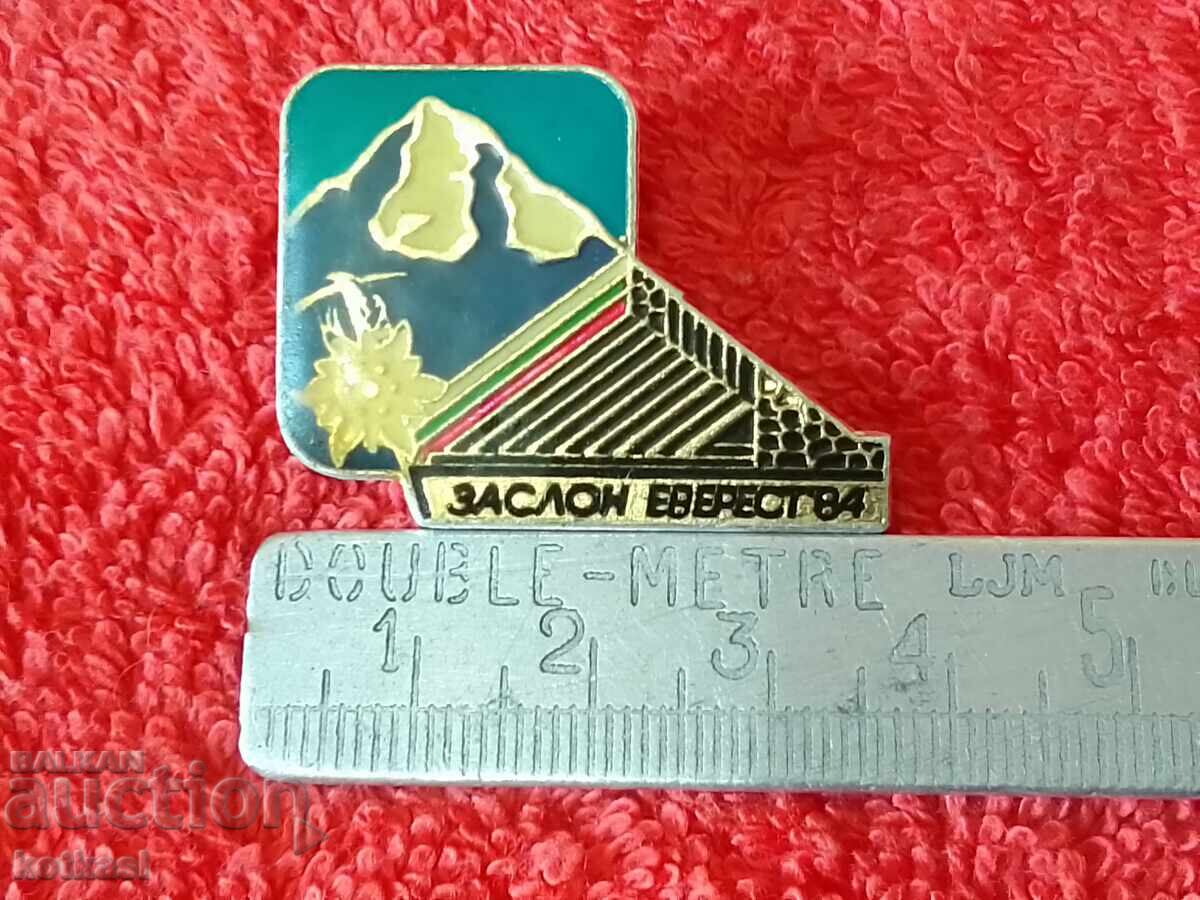 ЗАСЛОН ЕВЕРЕСТ'84
DOUBLE-METRE LJM
1 2 3 4 5
BALKAN
auction
kotkasl